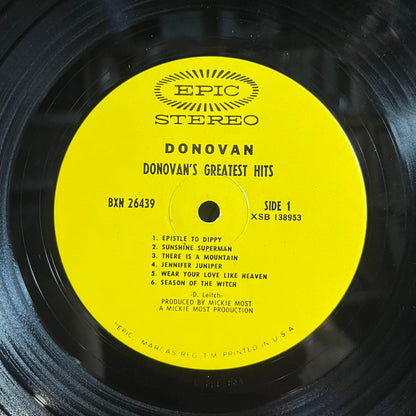 EPIC
STEREO
DONOVAN
DONOVAN'S GREATEST HITS
BXN 26439
SIDE 1
XSB 138953
1. EPISTLE TO DIPPY
2. SUNSHINE SUPERMAN
3. THERE IS A MOUNTAIN
4. JENNIFER JUNIPER
5. WEAR YOUR LOVE LIKE HEAVEN
6. SEASON OF THE WITCH
-D. Leitch-
PRODUCED BY MICKIE MOST
A MICKIE MOST PRODUCTION
"EPIC, MARCAS REG. T.M. PRINTED IN U.S.A.